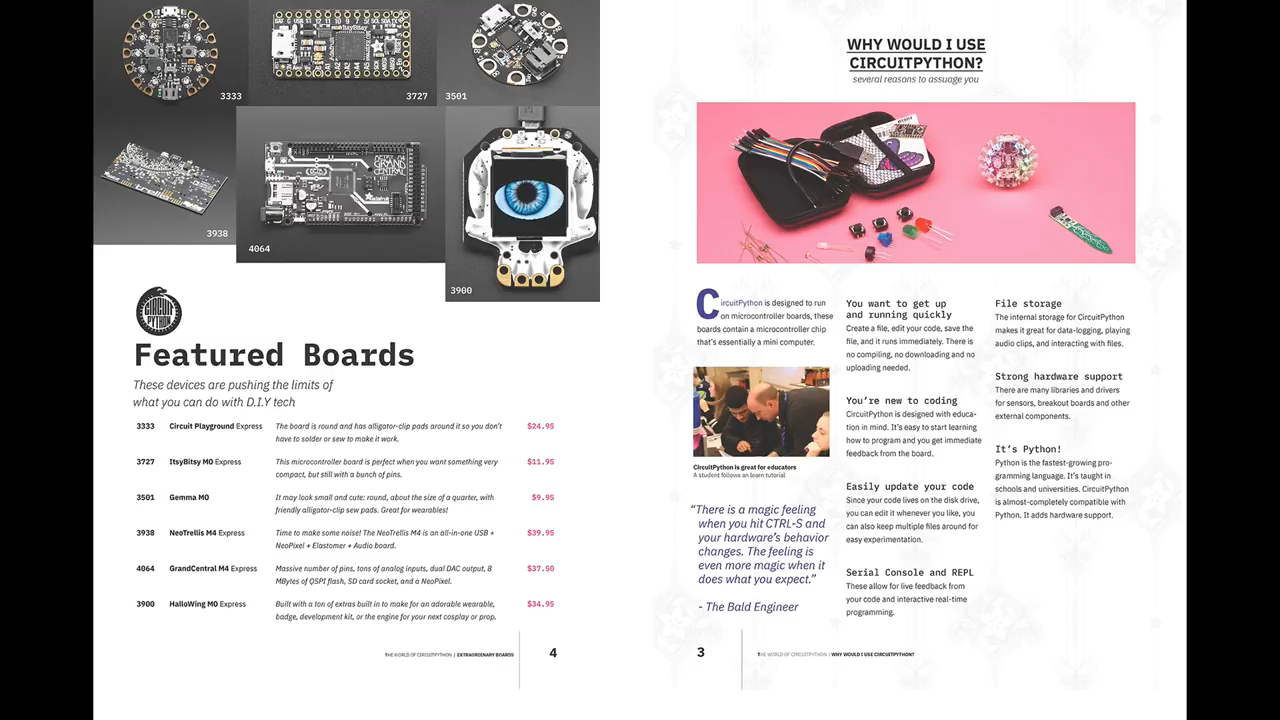 3333
3727
3501
3938
4064
GRAND
CENTRAL
3900
CIRCUIT
PYTHON
Featured Boards
These devices are pushing the limits of
what you can do with D.I.Y tech
3333 Circuit Playground Express The board is round and has alligator-clip pads around it so you don't $24.95
have to solder or sew to make it work.
3727 ItsyBitsy M0 Express This microcontroller board is perfect when you want something very $11.95
compact, but still with a bunch of pins.
3501 Gemma M0 It may look small and cute: round, about the size of a quarter, with $9.95
friendly alligator-clip sew pads. Great for wearables!
3938 NeoTrellis M4 Express Time to make some noise! The NeoTrellis M4 is an all-in-one USB + $39.95
NeoPixel + Elastomer + Audio board.
4064 GrandCentral M4 Express Massive number of pins, tons of analog inputs, dual DAC output, 8 $37.50
MBytes of QSPI flash, SD card socket, and a NeoPixel.
3900 HalloWing M0 Express Built with a ton of extras built in to make for an adorable wearable, $34.95
badge, development kit, or the engine for your next cosplay or prop.
THE WORLD OF CIRCUITPYTHON | EXTRAORDINARY BOARDS 4
WHY WOULD I USE
CIRCUITPYTHON?
several reasons to assuage you
CircuitPython is designed to run
on microcontroller boards, these
boards contain a microcontroller chip
that's essentially a mini computer.
CircuitPython is great for educators
A student follows an learn tutorial
“There is a magic feeling
when you hit CTRL-S and
your hardware's behavior
changes. The feeling is
even more magic when it
does what you expect.”
- The Bald Engineer
You want to get up
and running quickly
Create a file, edit your code, save the
file, and it runs immediately. There is
no compiling, no downloading and no
uploading needed.
You're new to coding
CircuitPython is designed with educa-
tion in mind. It's easy to start learning
how to program and you get immediate
feedback from the board.
Easily update your code
Since your code lives on the disk drive,
you can edit it whenever you like, you
can also keep multiple files around for
easy experimentation.
Serial Console and REPL
These allow for live feedback from
your code and interactive real-time
programming.
File storage
The internal storage for CircuitPython
makes it great for data-logging, playing
audio clips, and interacting with files.
Strong hardware support
There are many libraries and drivers
for sensors, breakout boards and other
external components.
It's Python!
Python is the fastest-growing pro-
gramming language. It's taught in
schools and universities. CircuitPython
is almost-completely compatible with
Python. It adds hardware support.
3 THE WORLD OF CIRCUITPYTHON | WHY WOULD I USE CIRCUITPYTHON?